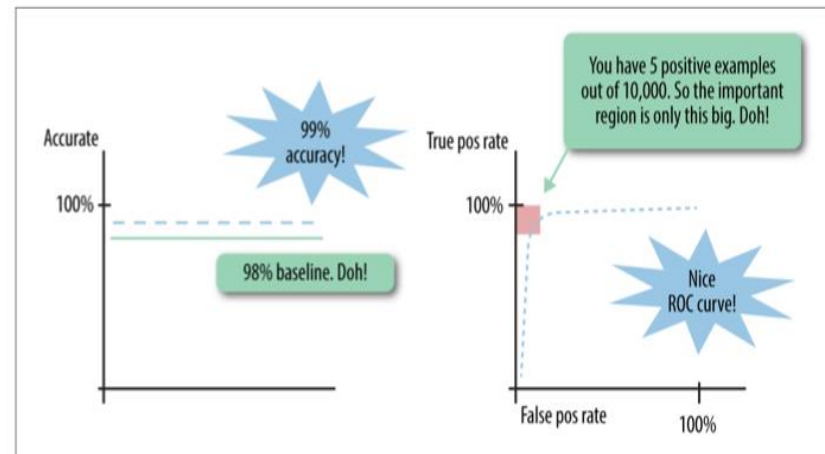 Accurate
100%
99%
accuracy!
98% baseline. Doh!
You have 5 positive examples
out of 10,000. So the important
region is only this big. Doh!
True pos rate
100%
Nice
ROC curve!
False pos rate
100%